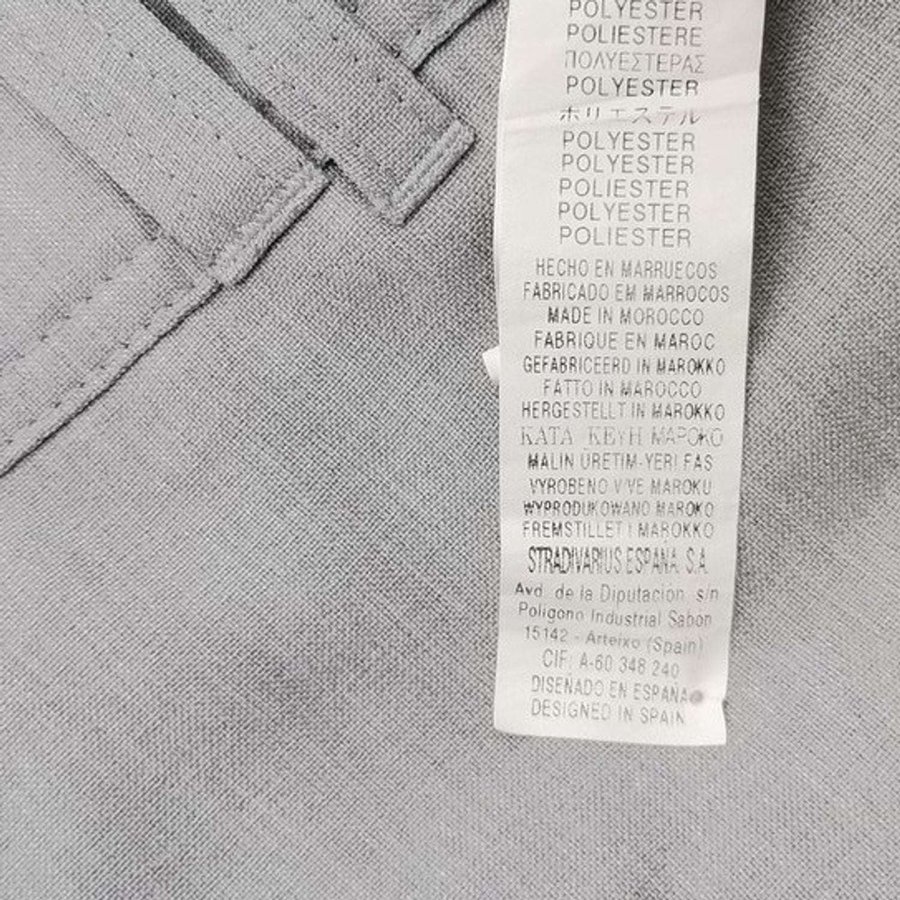 POLYESTER
POLIESTERE
ΠΟΛΥΕΣΤΕΡΑΣ
POLYESTER
ポリエステル
POLYESTER
POLYESTER
POLIESTER
POLYESTER
POLIESTER
HECHO EN MARRUECOS
FABRICADO EM MARROCOS
MADE IN MOROCCO
FABRIQUE EN MAROC
GEFABRICEERD IN MAROKKO
FATTO IN MAROCCO
HERGESTELLT IN MAROKKO
ΚΑΤΑ ΚΕΥΗ ΜΑΡΟΚΟ
MALIN URETIM-YERI FAS
VYROBENO V/VE MAROKU
WYPRODUKOWANO MAROKO
FREMSTILLET I MAROKKO
STRADIVARIUS ESPANA, S.A.
Avd. de la Diputacion, s/n
Poligono Industrial Sabon
15142 - Arteixo (Spain)
CIF: A-60 348 240
DISENADO EN ESPANA
DESIGNED IN SPAIN